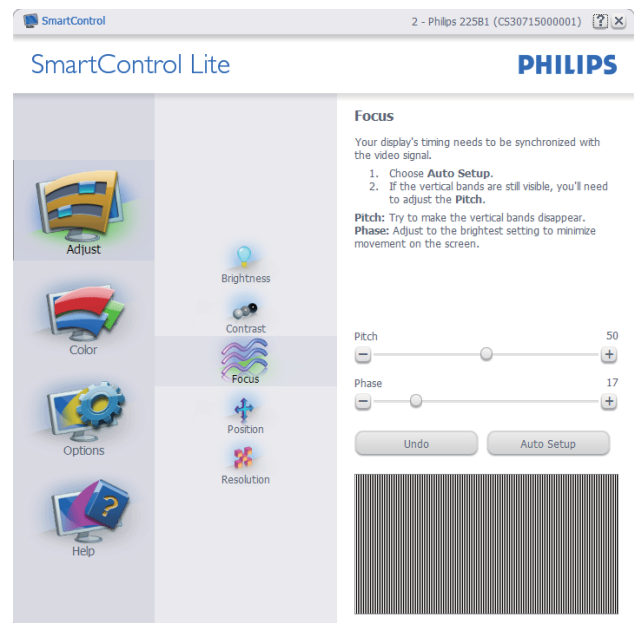 SmartControl
2 - Philips 225B1 (CS30715000001)
?
SmartControl Lite
PHILIPS
Adjust
Color
Options
?
Help
Brightness
Contrast
Focus
Position
Resolution
Focus
Your display's timing needs to be synchronized with
the video signal.
1. Choose Auto Setup.
2. If the vertical bands are still visible, you'll need
to adjust the Pitch.
Pitch: Try to make the vertical bands disappear.
Phase: Adjust to the brightest setting to minimize
movement on the screen.
Pitch 50
Phase 17
Undo Auto Setup